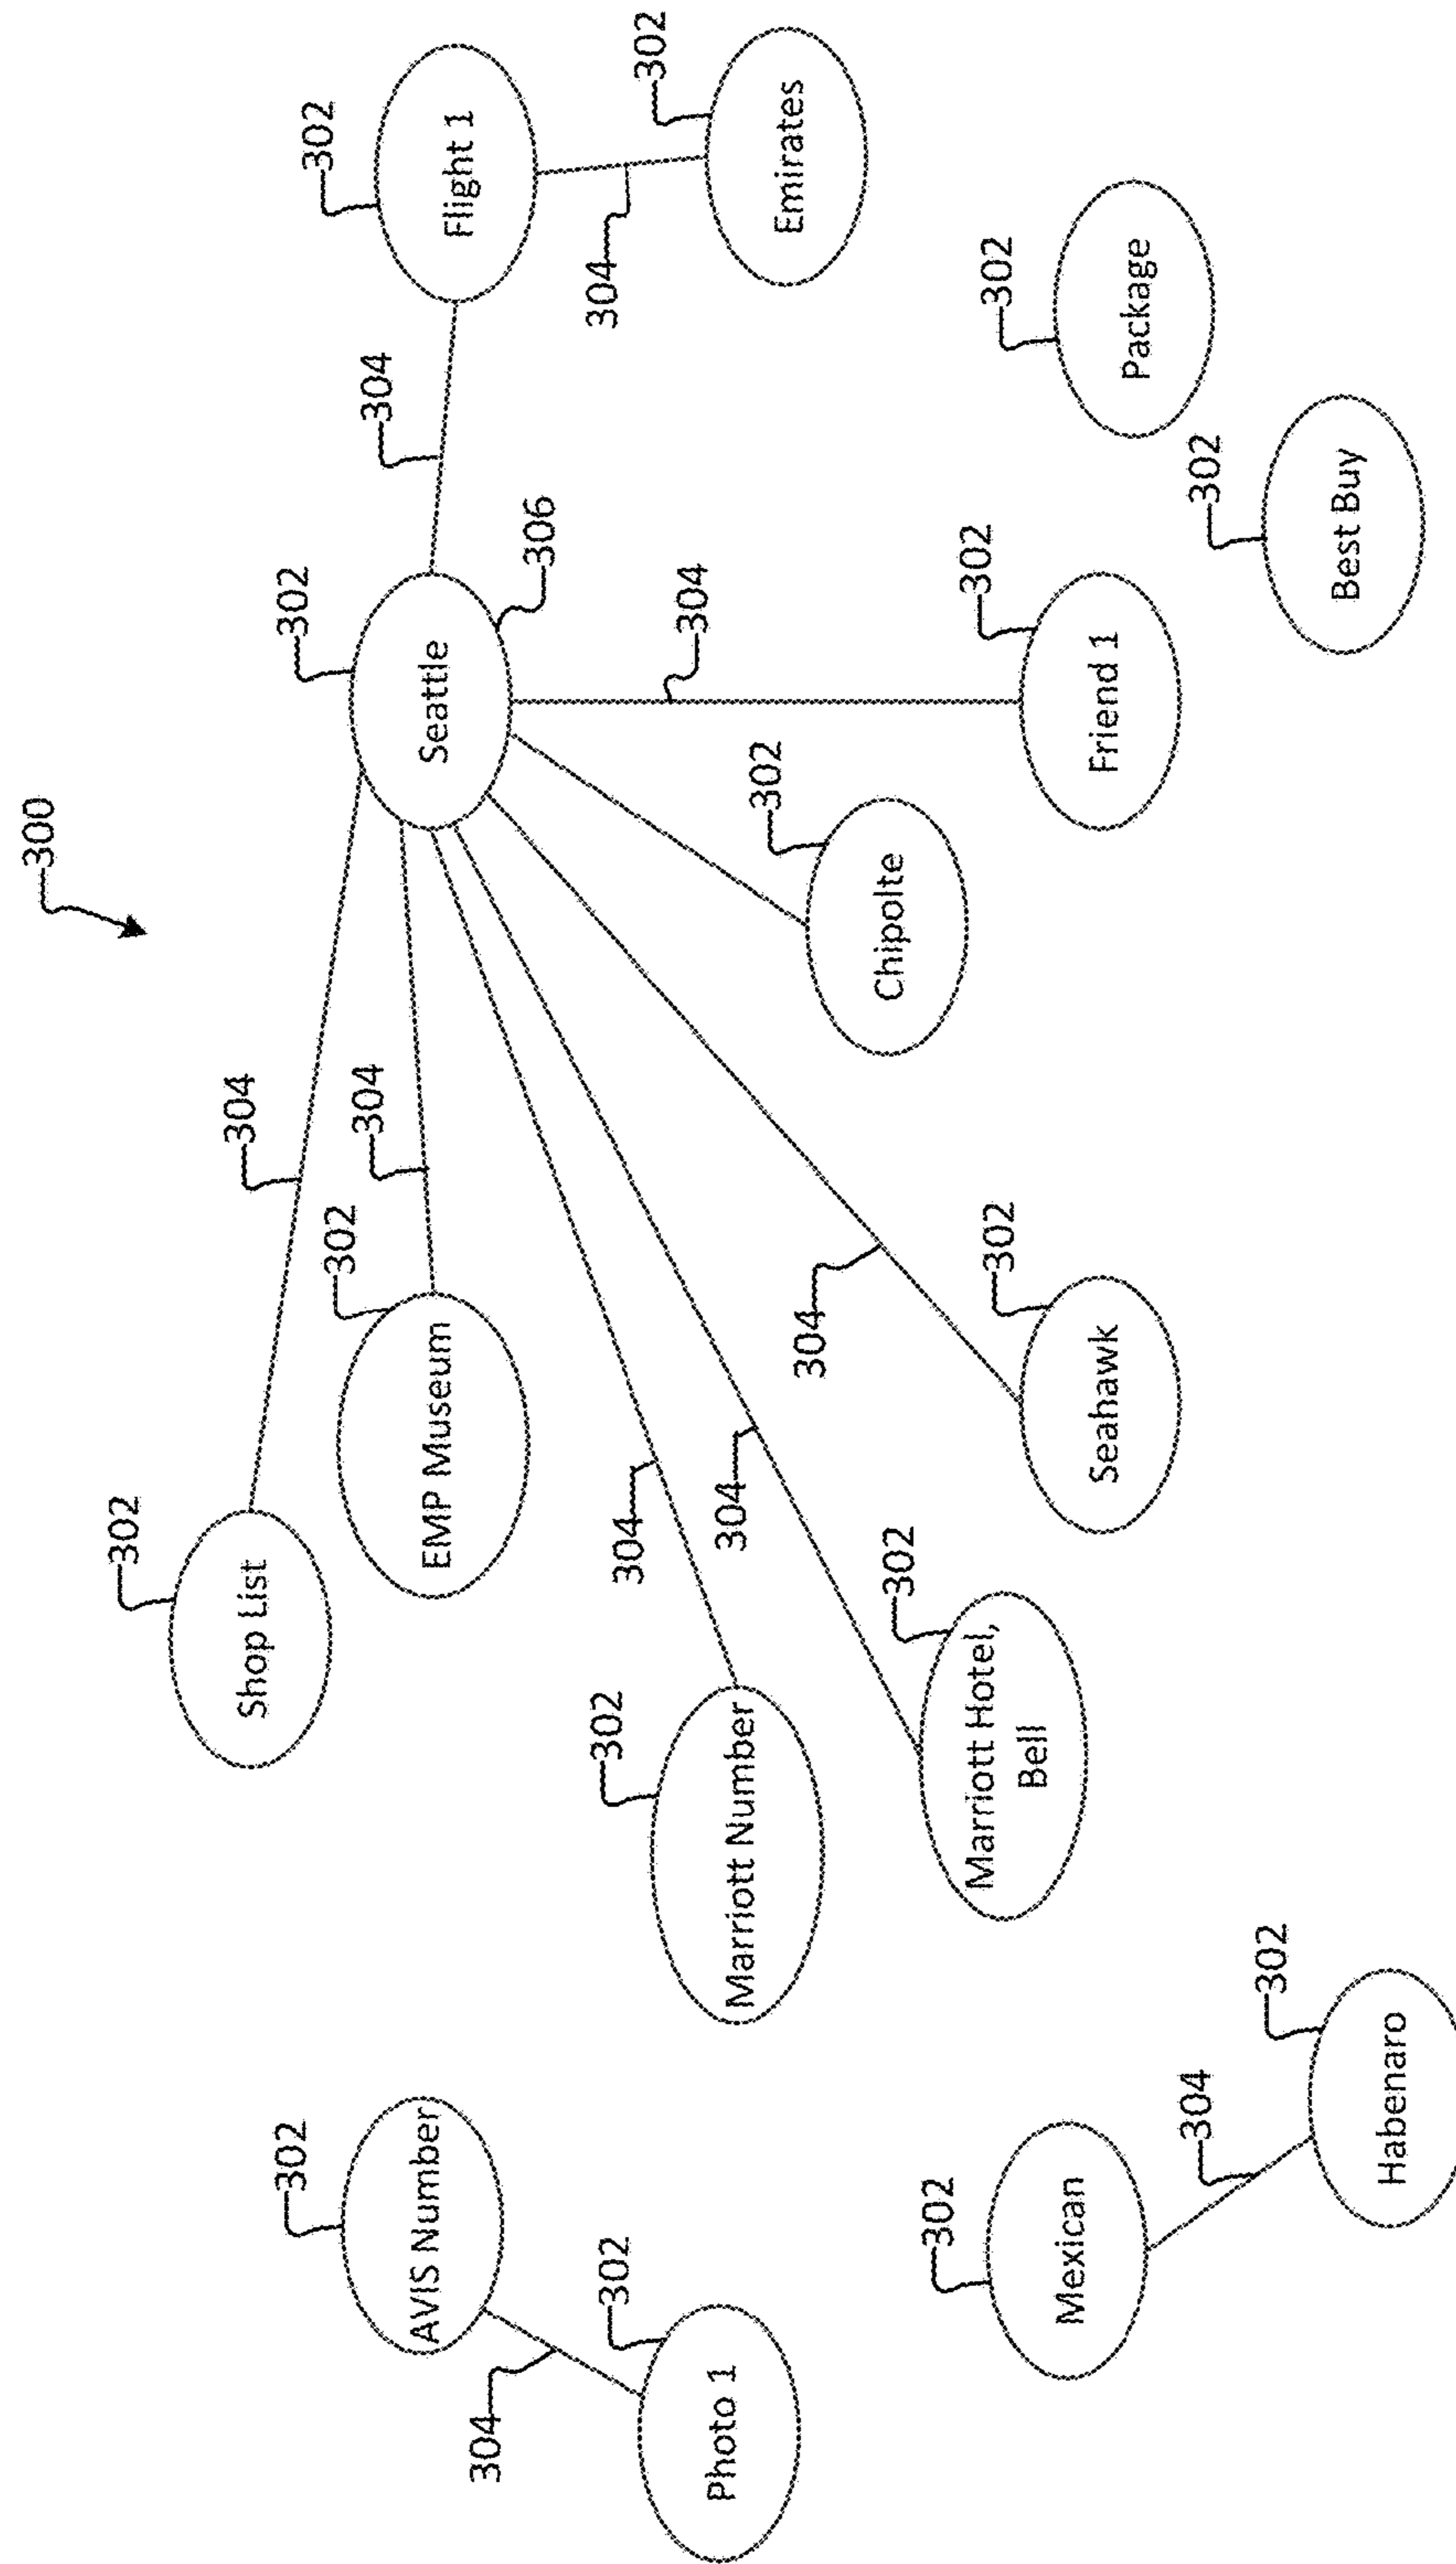 300
302
304
Shop List
302
302
302
302
304
304
AVIS Number
EMP Museum
Seattle
Flight 1
304
306
304
302
302
304
302
304
Photo 1
Marriott Number
304
302
Emirates
304
Chipolte
302
302
302
302
302
Marriott Hotel,
Bell
Mexican
Seahawk
Friend 1
Package
304
302
302
Best Buy
Habenaro